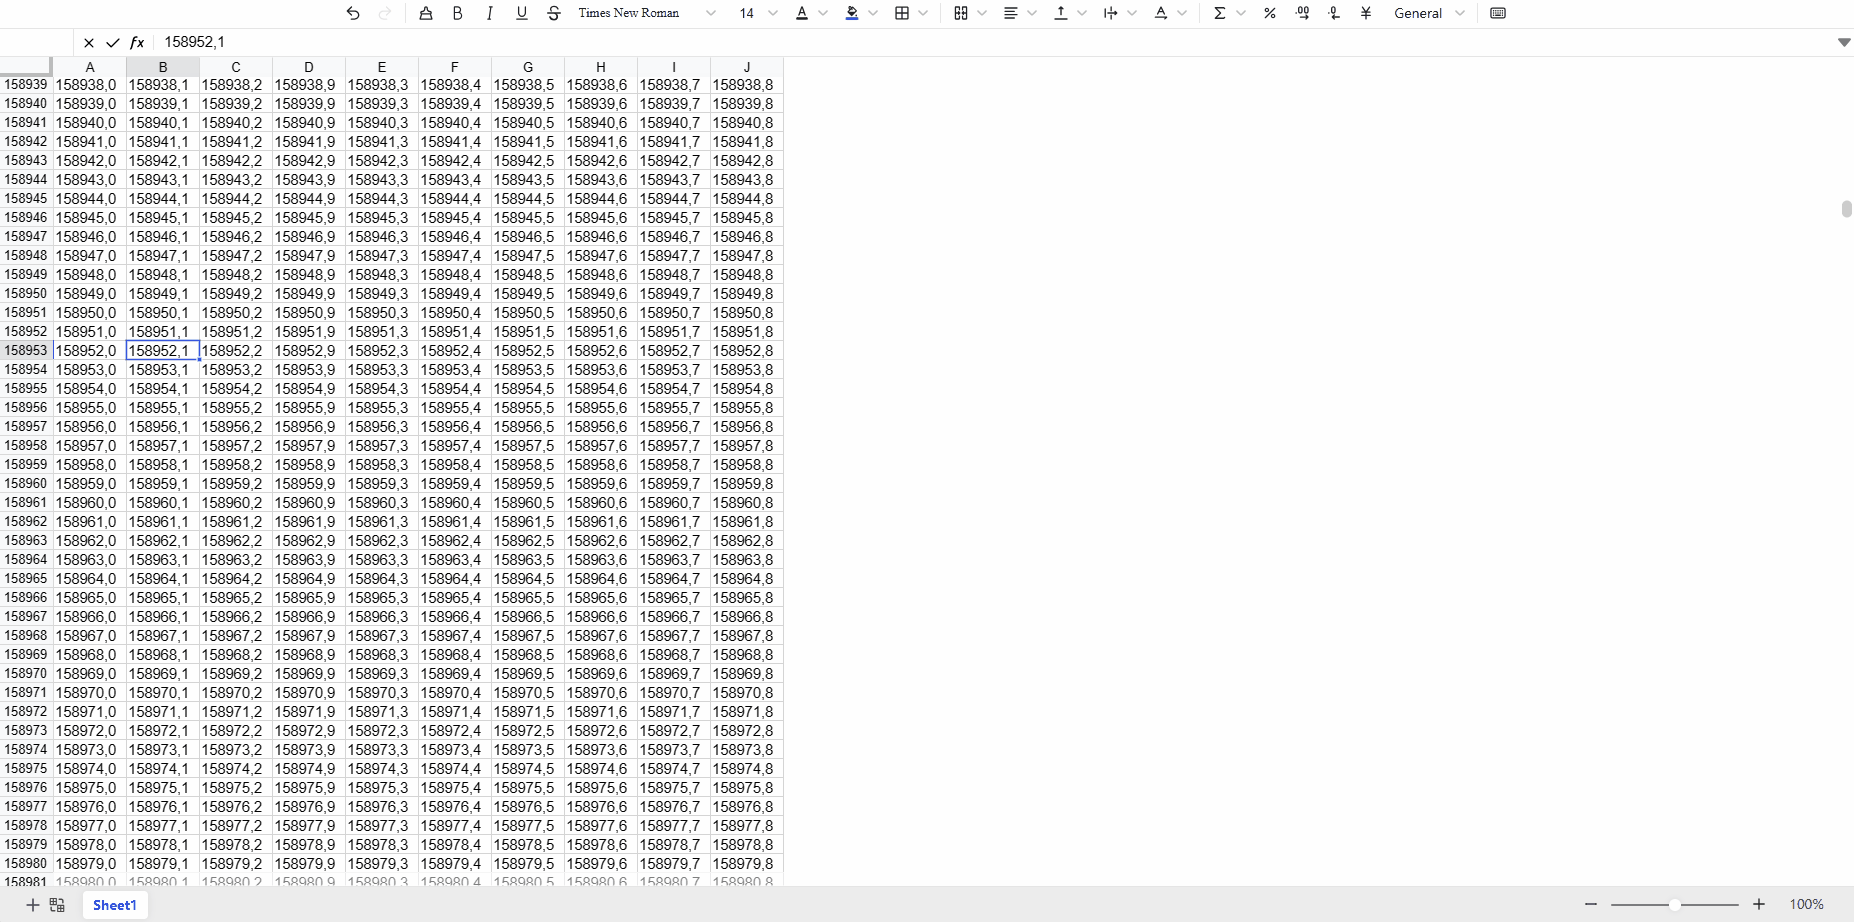 B I U S Times New Roman 14 A Σ % .00 .0 ¥ General
fx 158952,1
A B C D E F G H I J
158939 158938,0 158938,1 158938,2 158938,9 158938,3 158938,4 158938,5 158938,6 158938,7 158938,8
158940 158939,0 158939,1 158939,2 158939,9 158939,3 158939,4 158939,5 158939,6 158939,7 158939,8
158941 158940,0 158940,1 158940,2 158940,9 158940,3 158940,4 158940,5 158940,6 158940,7 158940,8
158942 158941,0 158941,1 158941,2 158941,9 158941,3 158941,4 158941,5 158941,6 158941,7 158941,8
158943 158942,0 158942,1 158942,2 158942,9 158942,3 158942,4 158942,5 158942,6 158942,7 158942,8
158944 158943,0 158943,1 158943,2 158943,9 158943,3 158943,4 158943,5 158943,6 158943,7 158943,8
158945 158944,0 158944,1 158944,2 158944,9 158944,3 158944,4 158944,5 158944,6 158944,7 158944,8
158946 158945,0 158945,1 158945,2 158945,9 158945,3 158945,4 158945,5 158945,6 158945,7 158945,8
158947 158946,0 158946,1 158946,2 158946,9 158946,3 158946,4 158946,5 158946,6 158946,7 158946,8
158948 158947,0 158947,1 158947,2 158947,9 158947,3 158947,4 158947,5 158947,6 158947,7 158947,8
158949 158948,0 158948,1 158948,2 158948,9 158948,3 158948,4 158948,5 158948,6 158948,7 158948,8
158950 158949,0 158949,1 158949,2 158949,9 158949,3 158949,4 158949,5 158949,6 158949,7 158949,8
158951 158950,0 158950,1 158950,2 158950,9 158950,3 158950,4 158950,5 158950,6 158950,7 158950,8
158952 158951,0 158951,1 158951,2 158951,9 158951,3 158951,4 158951,5 158951,6 158951,7 158951,8
158953 158952,0 158952,1 158952,2 158952,9 158952,3 158952,4 158952,5 158952,6 158952,7 158952,8
158954 158953,0 158953,1 158953,2 158953,9 158953,3 158953,4 158953,5 158953,6 158953,7 158953,8
158955 158954,0 158954,1 158954,2 158954,9 158954,3 158954,4 158954,5 158954,6 158954,7 158954,8
158956 158955,0 158955,1 158955,2 158955,9 158955,3 158955,4 158955,5 158955,6 158955,7 158955,8
158957 158956,0 158956,1 158956,2 158956,9 158956,3 158956,4 158956,5 158956,6 158956,7 158956,8
158958 158957,0 158957,1 158957,2 158957,9 158957,3 158957,4 158957,5 158957,6 158957,7 158957,8
158959 158958,0 158958,1 158958,2 158958,9 158958,3 158958,4 158958,5 158958,6 158958,7 158958,8
158960 158959,0 158959,1 158959,2 158959,9 158959,3 158959,4 158959,5 158959,6 158959,7 158959,8
158961 158960,0 158960,1 158960,2 158960,9 158960,3 158960,4 158960,5 158960,6 158960,7 158960,8
158962 158961,0 158961,1 158961,2 158961,9 158961,3 158961,4 158961,5 158961,6 158961,7 158961,8
158963 158962,0 158962,1 158962,2 158962,9 158962,3 158962,4 158962,5 158962,6 158962,7 158962,8
158964 158963,0 158963,1 158963,2 158963,9 158963,3 158963,4 158963,5 158963,6 158963,7 158963,8
158965 158964,0 158964,1 158964,2 158964,9 158964,3 158964,4 158964,5 158964,6 158964,7 158964,8
158966 158965,0 158965,1 158965,2 158965,9 158965,3 158965,4 158965,5 158965,6 158965,7 158965,8
158967 158966,0 158966,1 158966,2 158966,9 158966,3 158966,4 158966,5 158966,6 158966,7 158966,8
158968 158967,0 158967,1 158967,2 158967,9 158967,3 158967,4 158967,5 158967,6 158967,7 158967,8
158969 158968,0 158968,1 158968,2 158968,9 158968,3 158968,4 158968,5 158968,6 158968,7 158968,8
158970 158969,0 158969,1 158969,2 158969,9 158969,3 158969,4 158969,5 158969,6 158969,7 158969,8
158971 158970,0 158970,1 158970,2 158970,9 158970,3 158970,4 158970,5 158970,6 158970,7 158970,8
158972 158971,0 158971,1 158971,2 158971,9 158971,3 158971,4 158971,5 158971,6 158971,7 158971,8
158973 158972,0 158972,1 158972,2 158972,9 158972,3 158972,4 158972,5 158972,6 158972,7 158972,8
158974 158973,0 158973,1 158973,2 158973,9 158973,3 158973,4 158973,5 158973,6 158973,7 158973,8
158975 158974,0 158974,1 158974,2 158974,9 158974,3 158974,4 158974,5 158974,6 158974,7 158974,8
158976 158975,0 158975,1 158975,2 158975,9 158975,3 158975,4 158975,5 158975,6 158975,7 158975,8
158977 158976,0 158976,1 158976,2 158976,9 158976,3 158976,4 158976,5 158976,6 158976,7 158976,8
158978 158977,0 158977,1 158977,2 158977,9 158977,3 158977,4 158977,5 158977,6 158977,7 158977,8
158979 158978,0 158978,1 158978,2 158978,9 158978,3 158978,4 158978,5 158978,6 158978,7 158978,8
158980 158979,0 158979,1 158979,2 158979,9 158979,3 158979,4 158979,5 158979,6 158979,7 158979,8
158981 158980,0 158980,1 158980,2 158980,9 158980,3 158980,4 158980,5 158980,6 158980,7 158980,8
Sheet1 100%